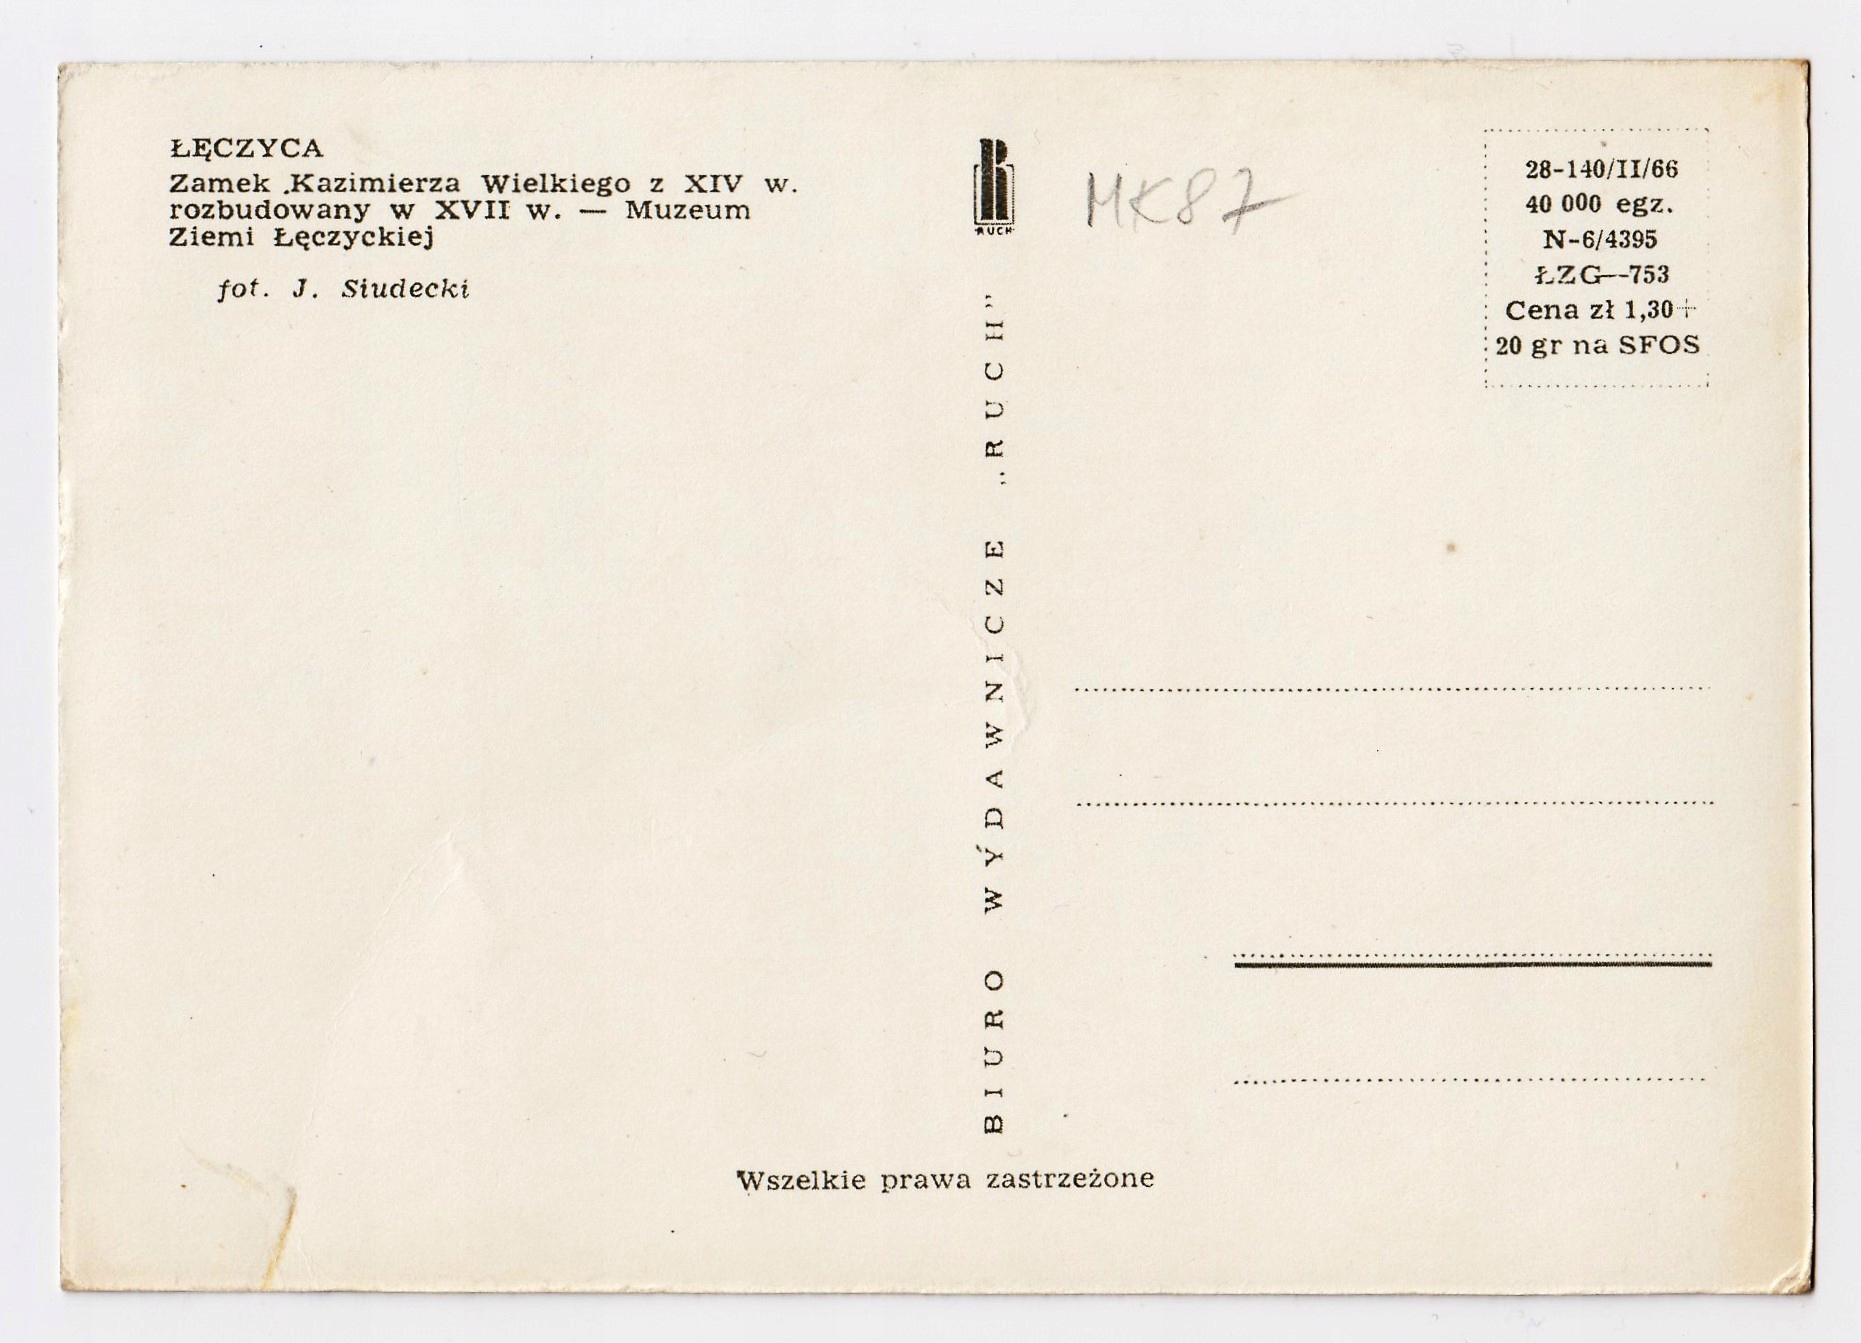 ŁĘCZYCA
Zamek Kazimierza Wielkiego z XIV w.
rozbudowany w XVII w. — Muzeum
Ziemi Łęczyckiej
fot. J. Siudecki
RUCH
BIURO WYDAWNICZE „RUCH"
MK87
28-140/II/66
40 000 egz.
N-6/4395
ŁZG—753
Cena zł 1,30+
20 gr na SFOS
Wszelkie prawa zastrzeżone